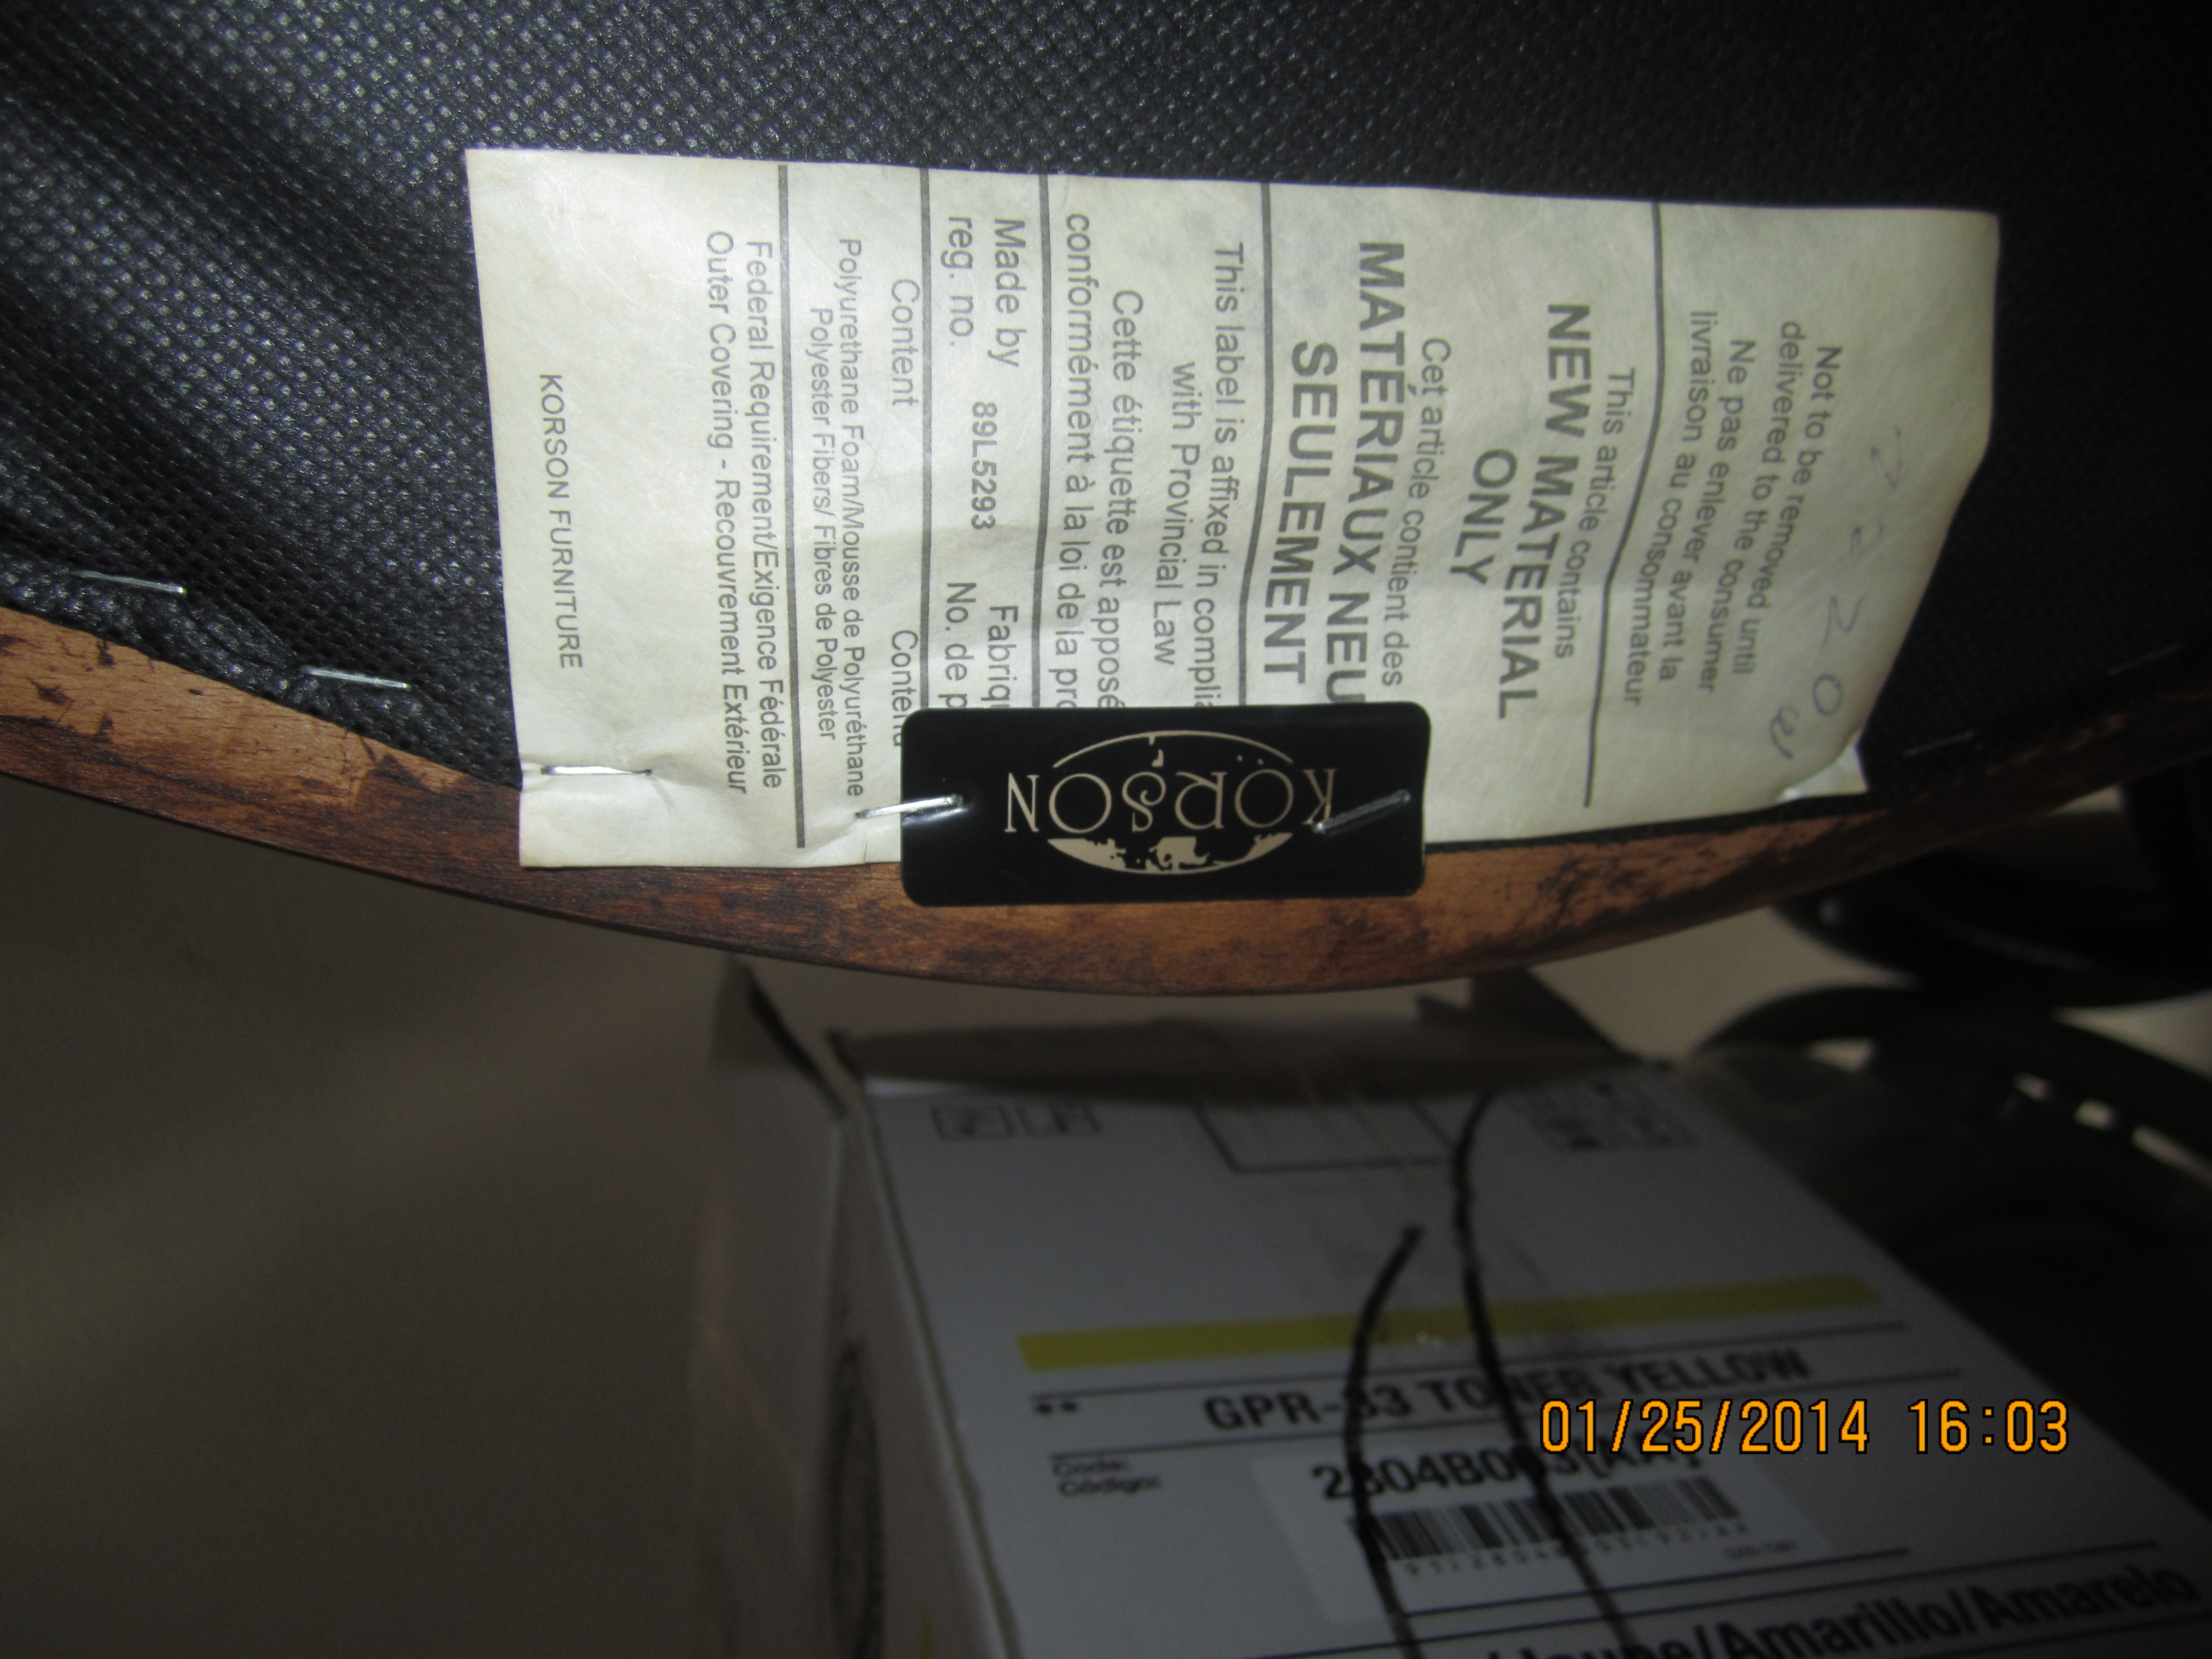 Not to be removed until
delivered to the consumer
Ne pas enlever avant la
livraison au consommateur
This article contains
NEW MATERIAL
ONLY
Cet article contient des
MATÉRIAUX NEU
SEULEMENT
This label is affixed in compli
with Provincial Law
Cette étiquette est apposé
conformément à la loi de la pro
Made by Fabriq
reg. no. 89L5293 No. de p
Content Contenu
Polyurethane Foam/Mousse de Polyuréthane
Polyester Fibers/ Fibres de Polyester
Federal Requirement/Exigence Fédérale
Outer Covering - Recouvrement Extérieur
KORSON FURNITURE
KORSON
GPR-33 TONER YELLOW
Code:
Código:
/Amarillo/Amarelo
01/25/2014 16:03